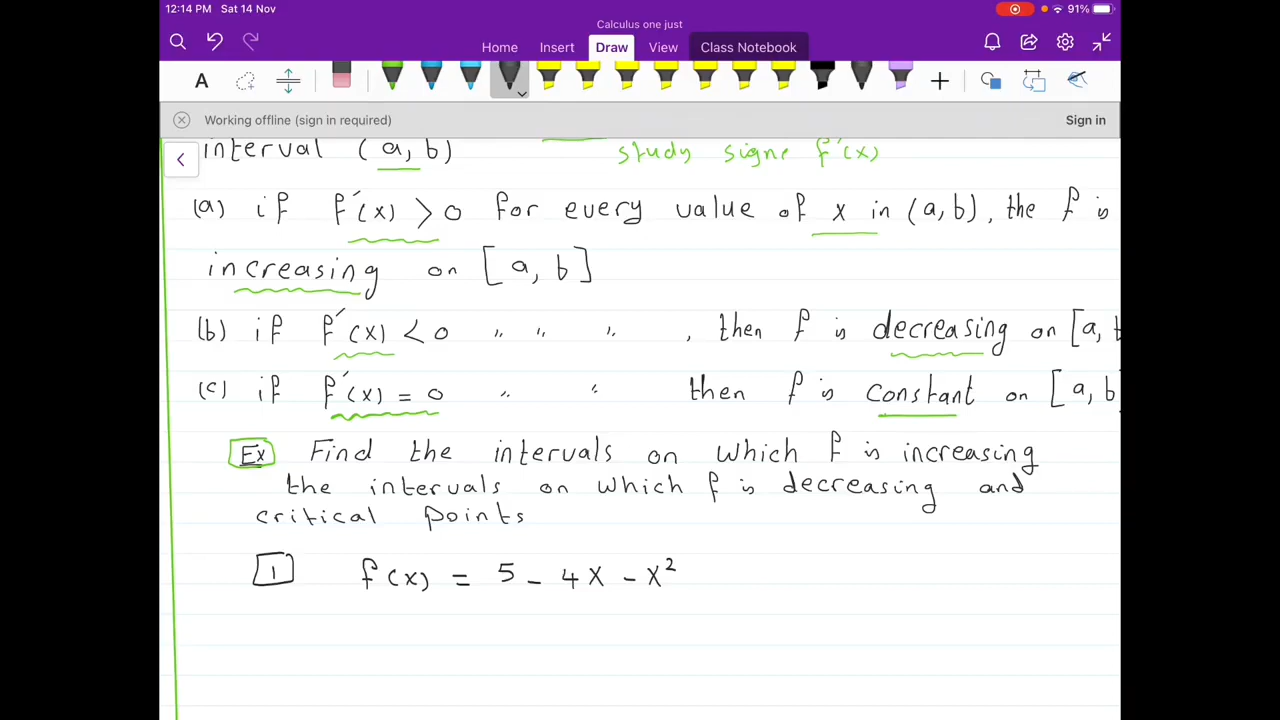 12:14 PM Sat 14 Nov
91%
Calculus one just
Home Insert Draw View Class Notebook
A
Working offline (sign in required) Sign in
interval (a, b) study signe f'(x)
(a) if f'(x) > 0 for every value of x in (a, b), the f is
increasing on [a, b]
(b) if f'(x) < 0 " " " , then f is decreasing on [a, b
(c) if f'(x) = 0 " " then f is constant on [a, b
Ex Find the intervals on which f is increasing
the intervals on which f is decreasing and
critical points
1 f(x) = 5 - 4x - x²